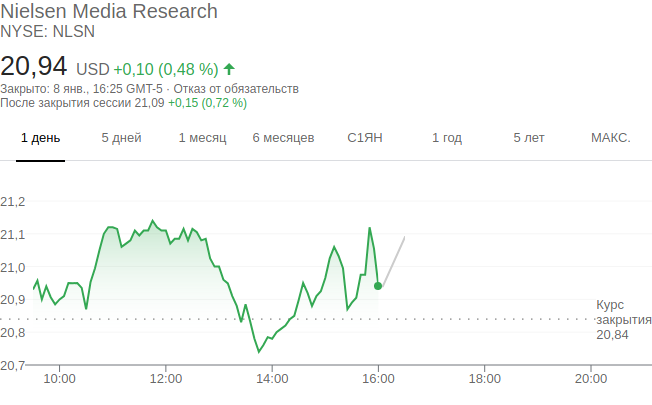 Nielsen Media Research
NYSE: NLSN
20,94 USD +0,10 (0,48 %)
Закрыто: 8 янв., 16:25 GMT-5 · Отказ от обязательств
После закрытия сессии 21,09 +0,15 (0,72 %)
1 день 5 дней 1 месяц 6 месяцев С1ЯН 1 год 5 лет МАКС.
21,2
21,1
21,0
20,9
20,8
20,7
Курс
закрытия
20,84
10:00 12:00 14:00 16:00 18:00 20:00